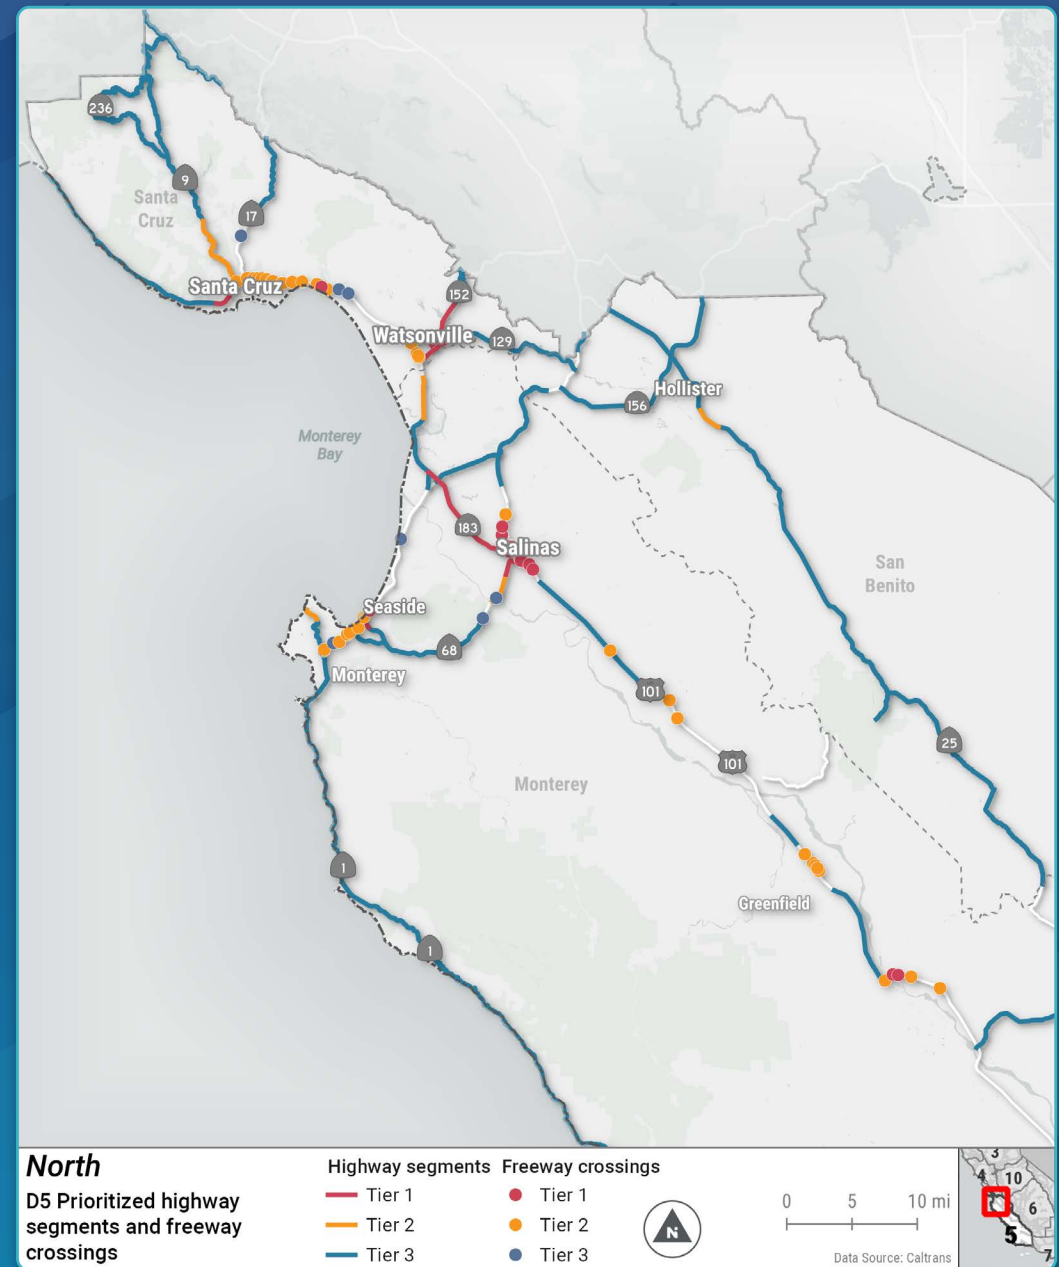 236
9
Santa
Cruz
17
Santa Cruz
152
Watsonville
129
Hollister
156
Monterey
Bay
183
Salinas
San
Benito
Seaside
68
Monterey
101
25
101
Monterey
1
Greenfield
1
North
D5 Prioritized highway
segments and freeway
crossings
Highway segments
Tier 1
Tier 2
Tier 3
Freeway crossings
Tier 1
Tier 2
Tier 3
N
0 5 10 mi
Data Source: Caltrans
3
4 10
6
5
7